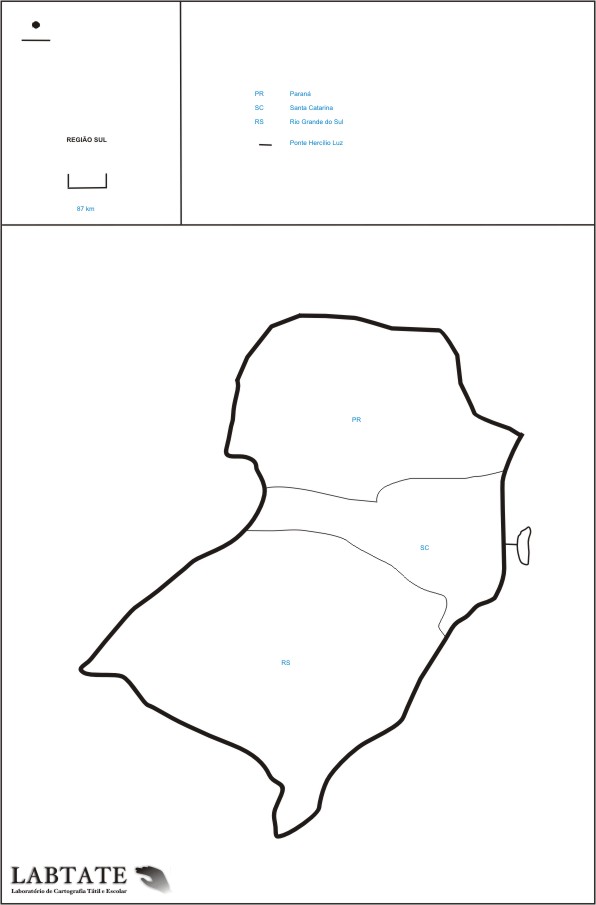 REGIÃO SUL
87 km
PR Paraná
SC Santa Catarina
RS Rio Grande do Sul
Ponte Hercílio Luz
PR
SC
RS
LABTATE
Laboratório de Cartografia Tátil e Escolar